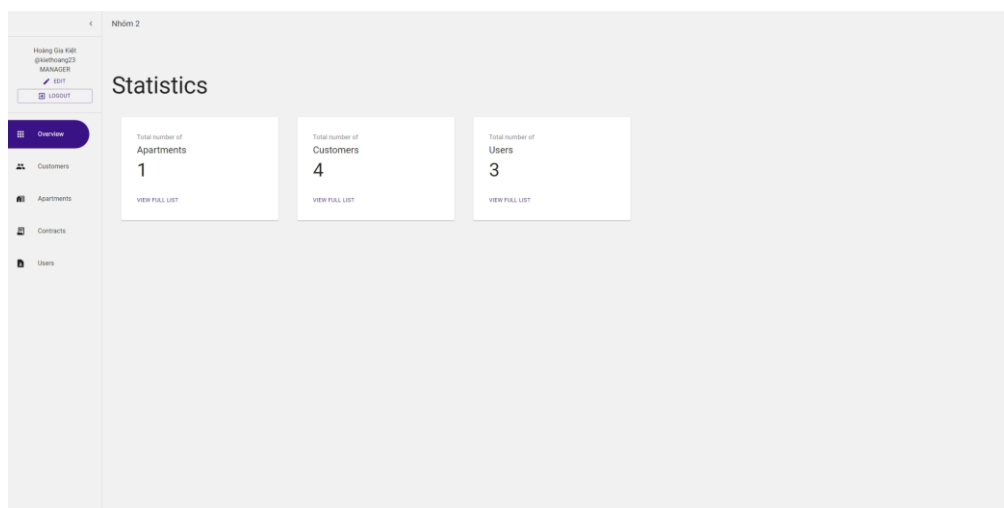 Nhóm 2
Hoàng Gia Kiệt
@kiethoang23
MANAGER
EDIT
LOGOUT
Overview
Customers
Apartments
Contracts
Users
Statistics
Total number of
Apartments
1
VIEW FULL LIST
Total number of
Customers
4
VIEW FULL LIST
Total number of
Users
3
VIEW FULL LIST